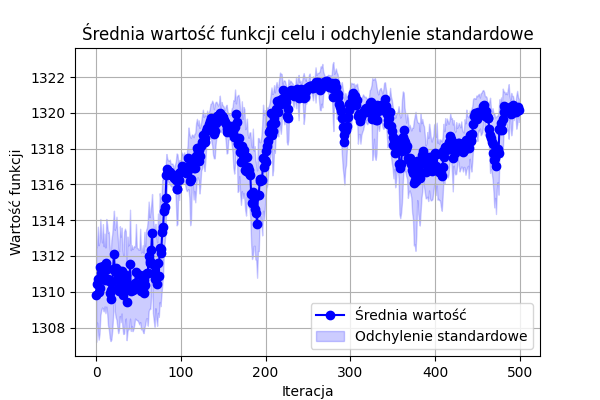 Średnia wartość funkcji celu i odchylenie standardowe
Wartość funkcji
1322
1320
1318
1316
1314
1312
1310
1308
Średnia wartość
Odchylenie standardowe
0 100 200 300 400 500
Iteracja